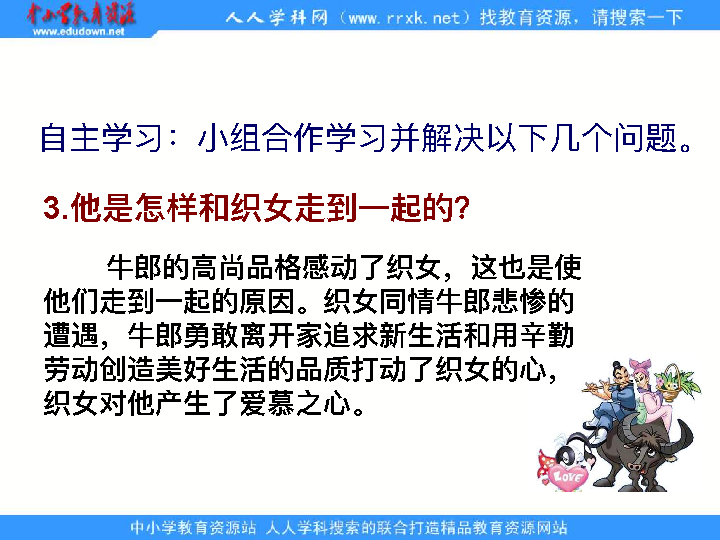 中小学教育资源
www.edudown.net
人人学科网（www.rrxk.net）找教育资源，请搜索一下
自主学习：小组合作学习并解决以下几个问题。
3.他是怎样和织女走到一起的?
牛郎的高尚品格感动了织女，这也是使
他们走到一起的原因。织女同情牛郎悲惨的
遭遇，牛郎勇敢离开家追求新生活和用辛勤
劳动创造美好生活的品质打动了织女的心，
织女对他产生了爱慕之心。
LOVE
中小学教育资源站 人人学科搜索的联合打造精品教育资源网站